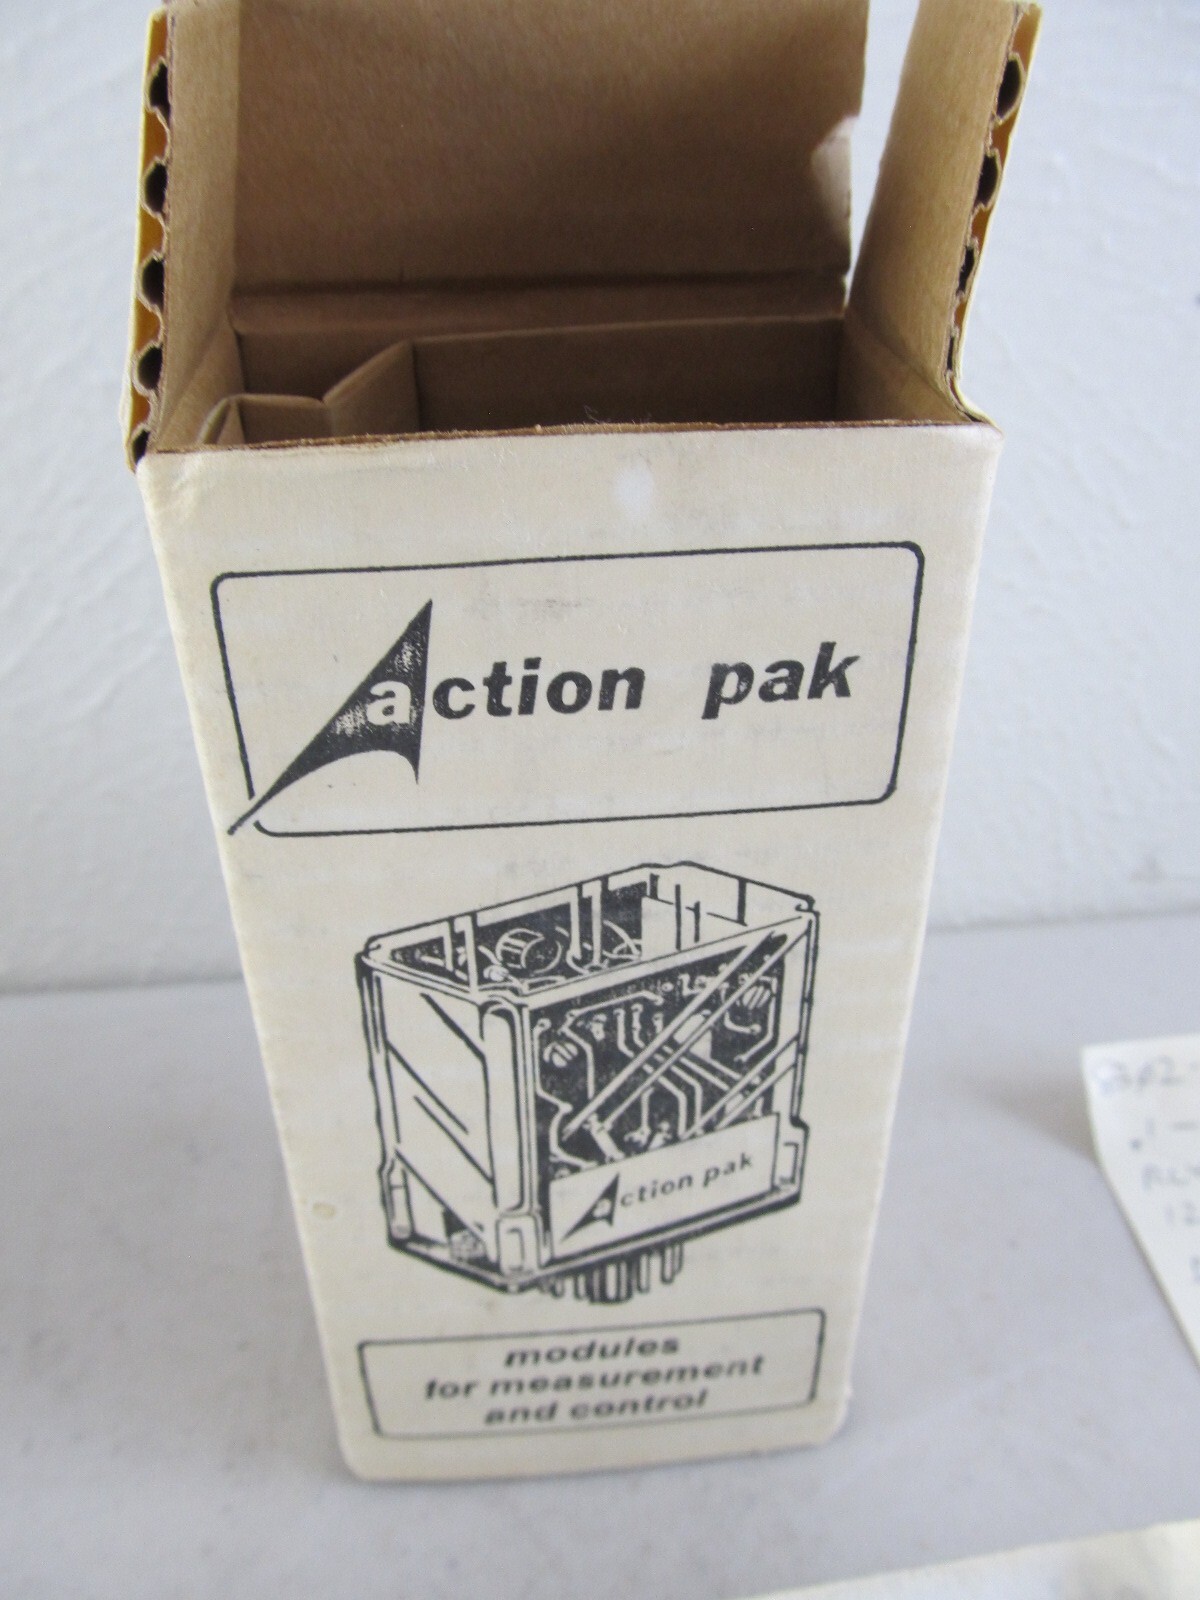 action pak
action pak
modules
for measurement
and control